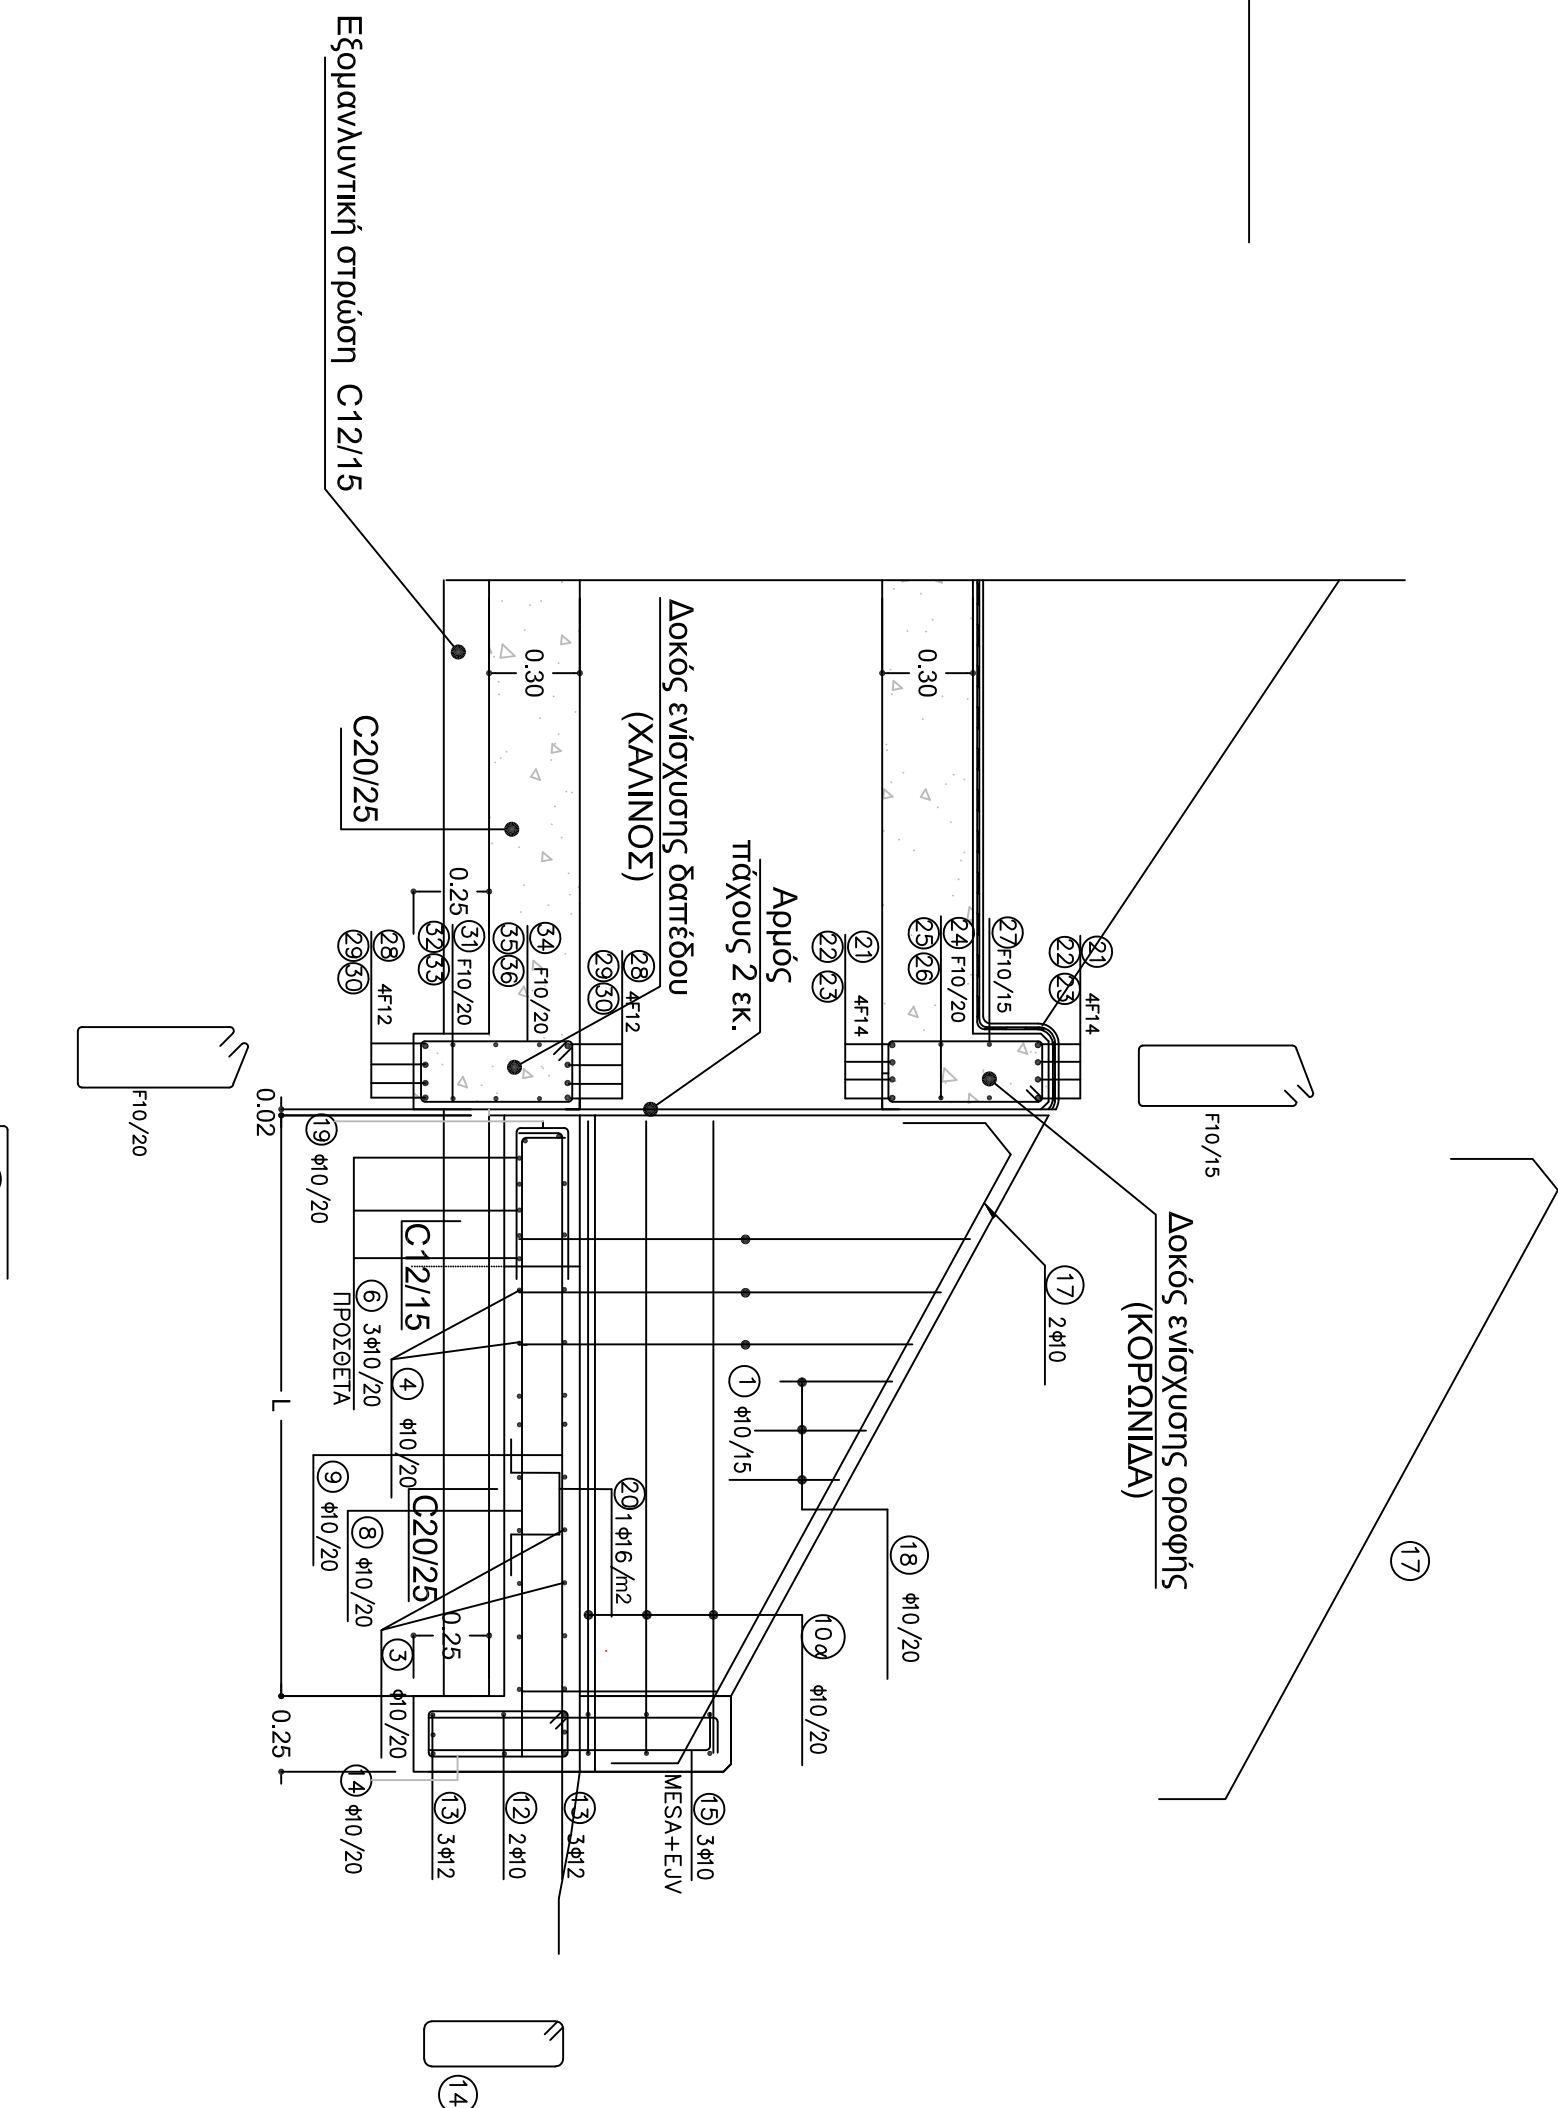 17
Δοκός ενίσχυσης οροφής
(ΚΟΡΩΝΙΔΑ)
F10/15
21
22 23
4F14
27 F10/15
24 F10/20
25
26
21
22 23
4F14
0.30
17 2Φ10
18 Φ10/20
10α Φ10/20
1 Φ10/15
Αρμός
πάχους 2 εκ.
15 3Φ10
MESA+EJV
Δοκός ενίσχυσης δαπέδου
(ΧΑΛΙΝΟΣ)
28
29 30
4F12
20 1Φ16/m2
13 3Φ12
0.30
34
35 36
F10/20
12 2Φ10
31 F10/20
32 33
0.25
13 3Φ12
14
0.25
C20/25
C12/15
4 Φ10/20
3 Φ10/20
28
29 30
4F12
6 3Φ10/20
ΠΡΟΣΘΕΤΑ
8 Φ10/20
9 Φ10/20
14 Φ10/20
C20/25
Εξομανλυντική στρώση C12/15
19 Φ10/20
0.02
L
0.25
F10/20